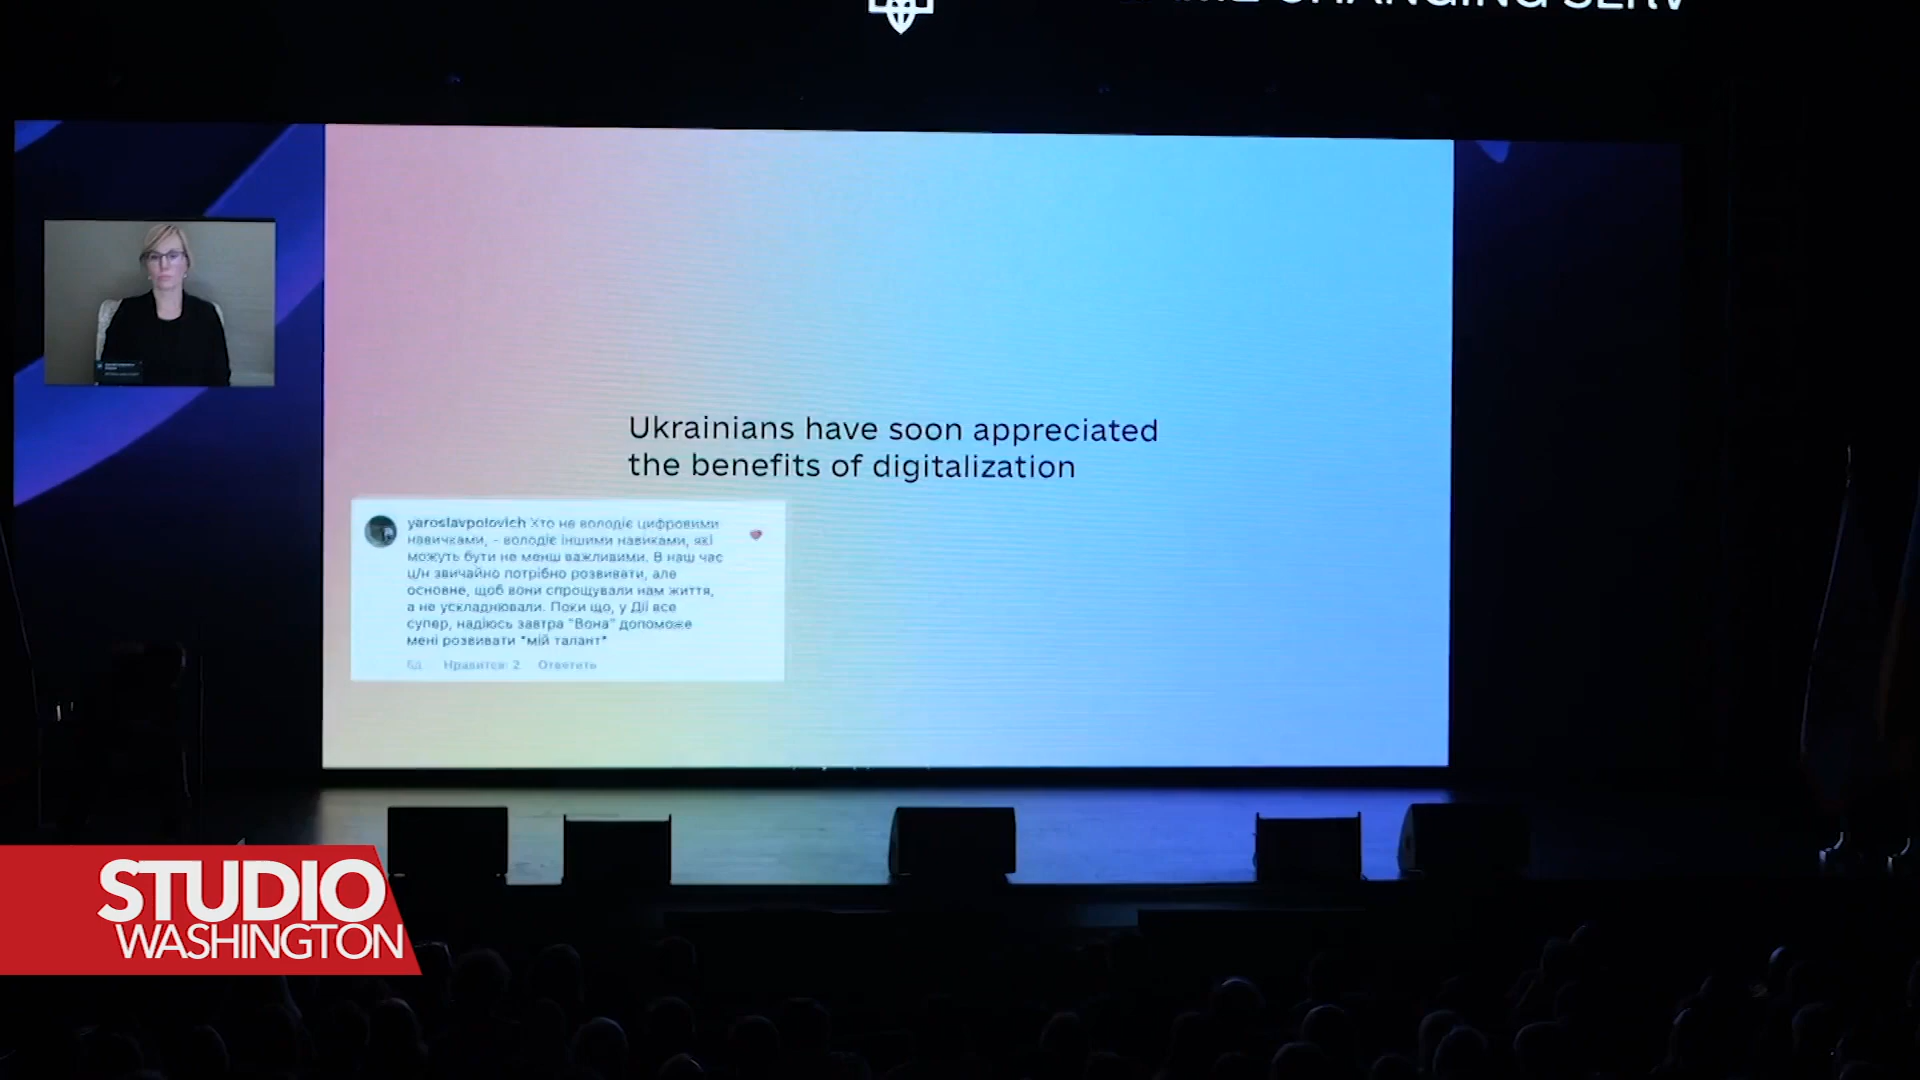 CHANGING SERV
Ukrainians have soon appreciated
the benefits of digitalization
yaroslavpolovich Хто не володіє цифровими
навичками, - володіє іншими навиками, які
можуть бути не менш важливими. В наш час
ц/н звичайно потрібно розвивати, але
основне, щоб вони спрощували нам життя,
а не ускладнювали. Поки що, у Дії все
супер, надіюсь завтра "Вона" допоможе
мені розвивати "мій талант"
Нравится: 2 Ответить
STUDIO
WASHINGTON